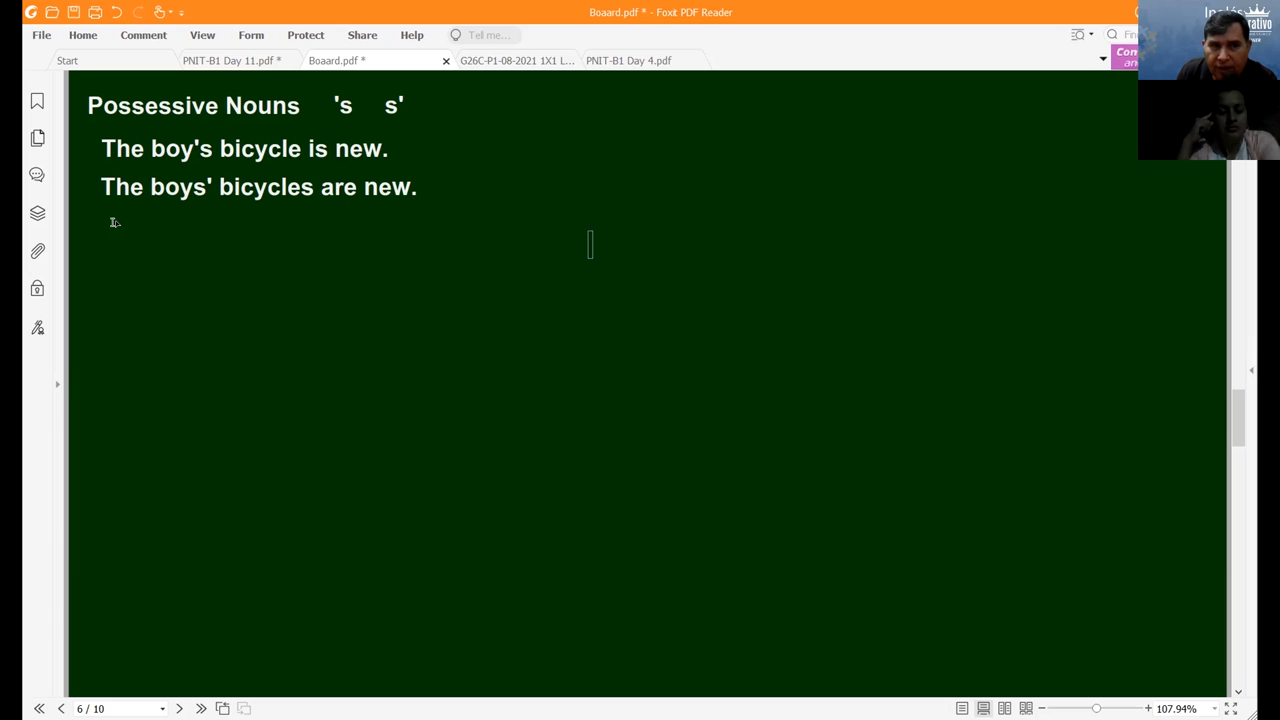 Boaard.pdf * - Foxit PDF Reader
File Home Comment View Form Protect Share Help Tell me...
Start PNIT-B1 Day 11.pdf * Boaard.pdf * G26C-P1-08-2021 1X1 L... PNIT-B1 Day 4.pdf
Possessive Nouns 's s'
The boy's bicycle is new.
The boys' bicycles are new.
6 / 10 107.94%